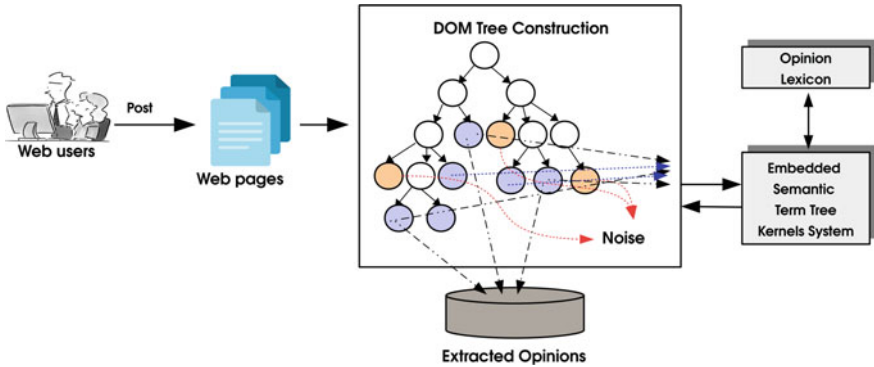 DOM Tree Construction
Opinion
Lexicon
Post
Web users
Web pages
Embedded
Semantic
Term Tree
Kernels System
Noise
Extracted Opinions